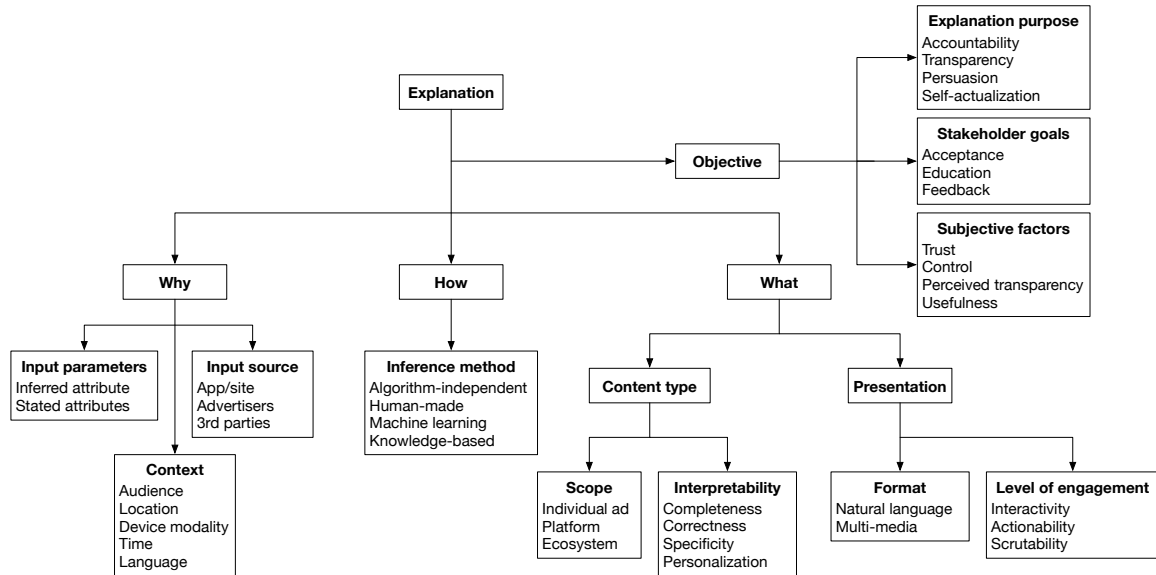 Explanation
Objective
Explanation purpose
Accountability
Transparency
Persuasion
Self-actualization
Stakeholder goals
Acceptance
Education
Feedback
Subjective factors
Trust
Control
Perceived transparency
Usefulness
Why
How
What
Input parameters
Inferred attribute
Stated attributes
Input source
App/site
Advertisers
3rd parties
Context
Audience
Location
Device modality
Time
Language
Inference method
Algorithm-independent
Human-made
Machine learning
Knowledge-based
Content type
Presentation
Scope
Individual ad
Platform
Ecosystem
Interpretability
Completeness
Correctness
Specificity
Personalization
Format
Natural language
Multi-media
Level of engagement
Interactivity
Actionability
Scrutability